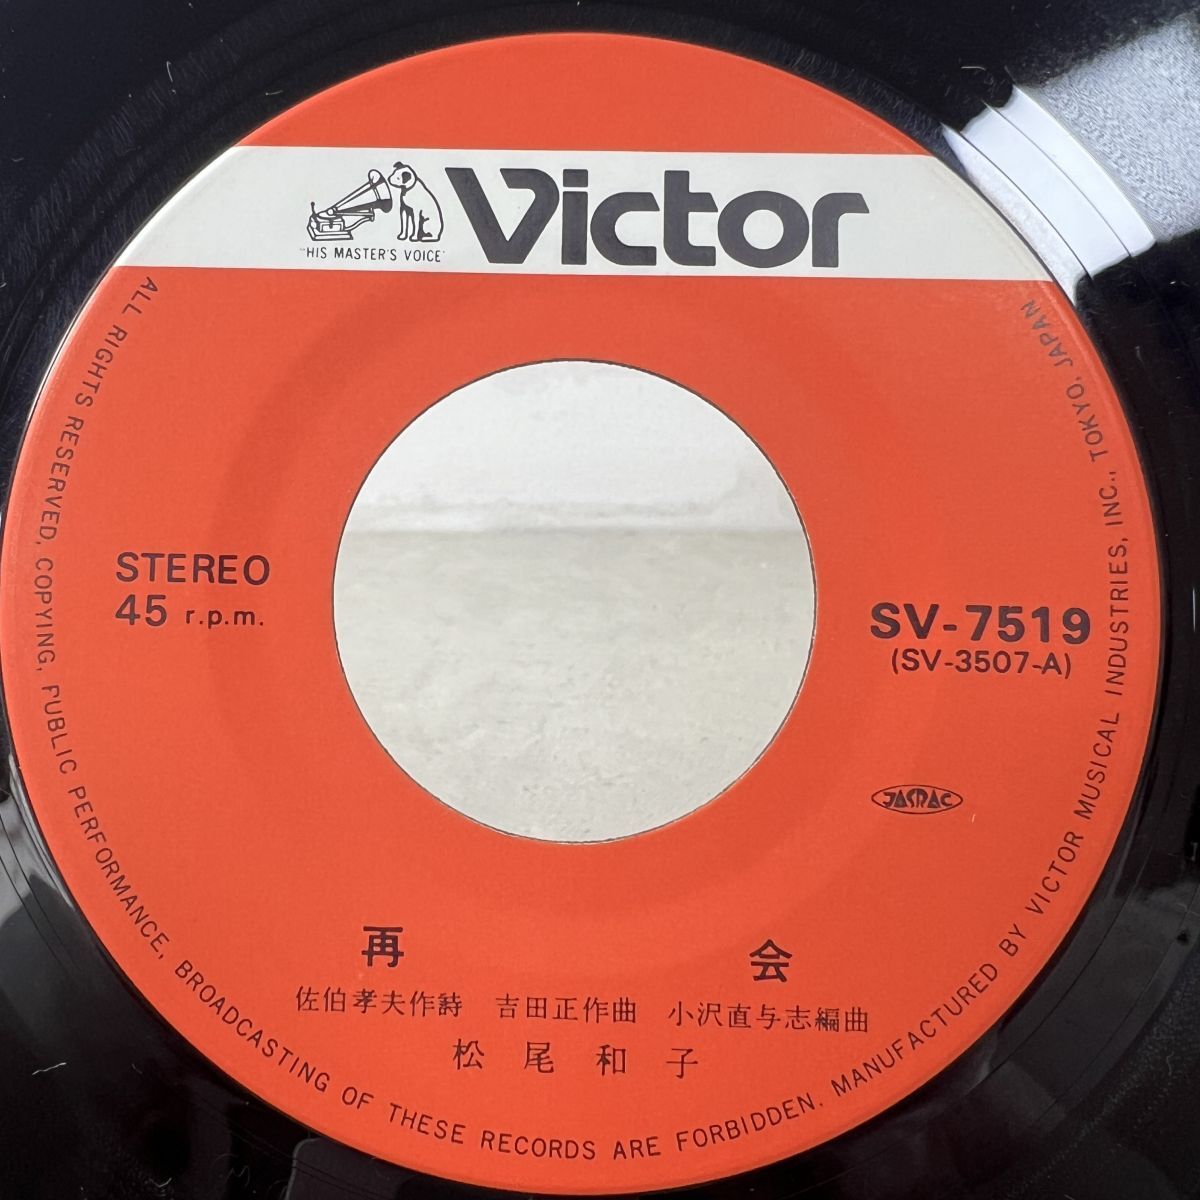 "HIS MASTER'S VOICE"
Victor
STEREO
45 r.p.m.
SV-7519
(SV-3507-A)
JASRAC
再 会
佐伯孝夫作詩 吉田正作曲 小沢直与志編曲
松尾和子
ALL RIGHTS RESERVED, COPYING, PUBLIC PERFORMANCE, BROADCASTING OF THESE RECORDS ARE FORBIDDEN. MANUFACTURED BY VICTOR MUSICAL INDUSTRIES, INC., TOKYO, JAPAN